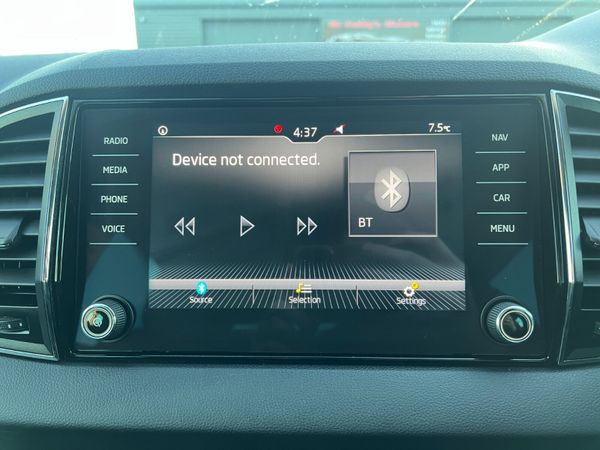 RADIO
MEDIA
PHONE
VOICE
4:37
7.5°C
Device not connected.
BT
Source
Selection
Settings
NAV
APP
CAR
MENU